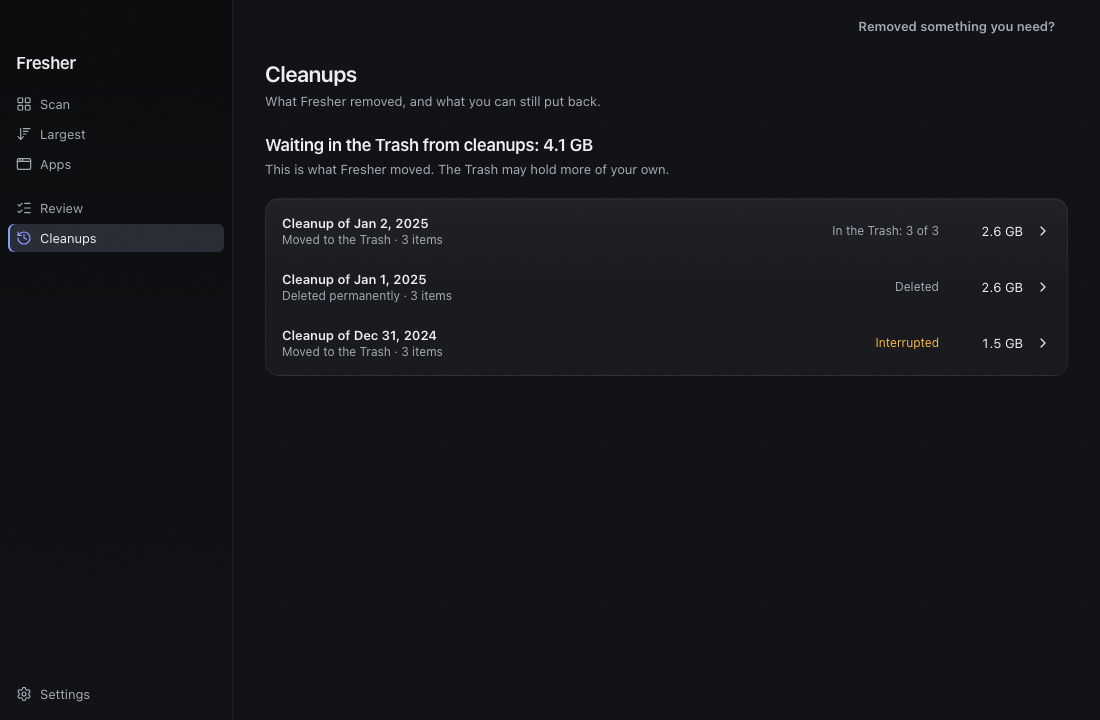 Removed something you need?
Fresher
Scan
Largest
Apps
Review
Cleanups
Settings
Cleanups
What Fresher removed, and what you can still put back.
Waiting in the Trash from cleanups: 4.1 GB
This is what Fresher moved. The Trash may hold more of your own.
Cleanup of Jan 2, 2025
Moved to the Trash · 3 items
In the Trash: 3 of 3
2.6 GB
Cleanup of Jan 1, 2025
Deleted permanently · 3 items
Deleted
2.6 GB
Cleanup of Dec 31, 2024
Moved to the Trash · 3 items
Interrupted
1.5 GB